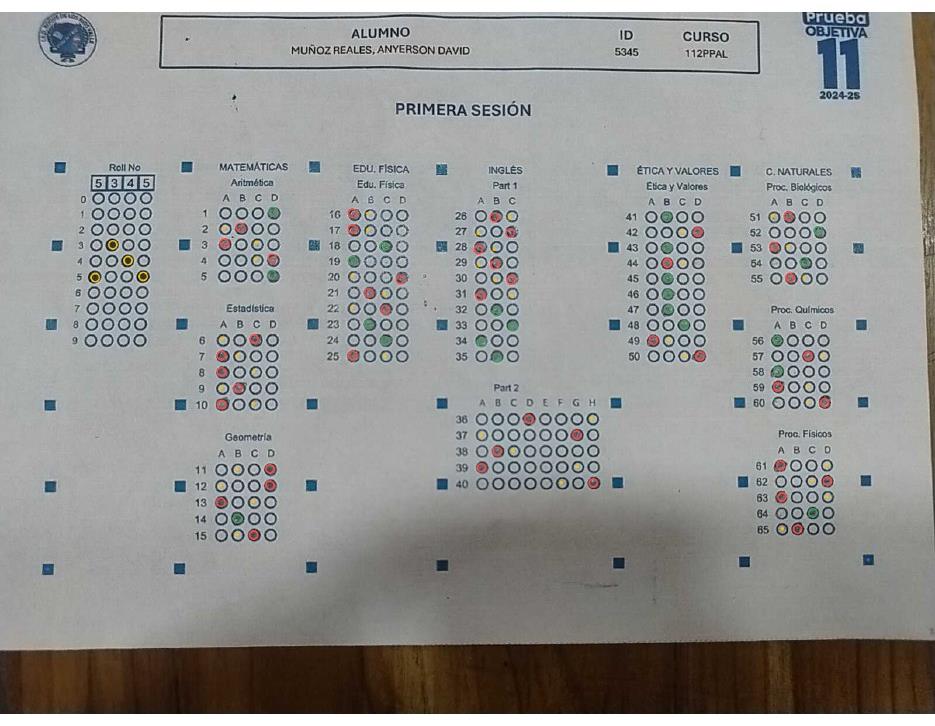 Prueba
OBJETIVA
11
2024-25
ALUMNO ID CURSO
MUÑOZ REALES, ANYERSON DAVID 5345 112PPAL
PRIMERA SESIÓN
Roll No
5 3 4 5
0
1
2
3
4
5
6
7
8
9
MATEMÁTICAS
Aritmética
A B C D
1
2
3
4
5
Estadística
A B C D
6
7
8
9
10
Geometría
A B C D
11
12
13
14
15
EDU. FÍSICA
Edu. Física
A B C D
16
17
18
19
20
21
22
23
24
25
INGLÉS
Part 1
A B C
26
27
28
29
30
31
32
33
34
35
Part 2
A B C D E F G H
36
37
38
39
40
ÉTICA Y VALORES
Etica y Valores
A B C D
41
42
43
44
45
46
47
48
49
50
C. NATURALES
Proc. Biológicos
A B C D
51
52
53
54
55
Proc. Químicos
A B C D
56
57
58
59
60
Proc. Físicos
A B C D
61
62
63
64
65